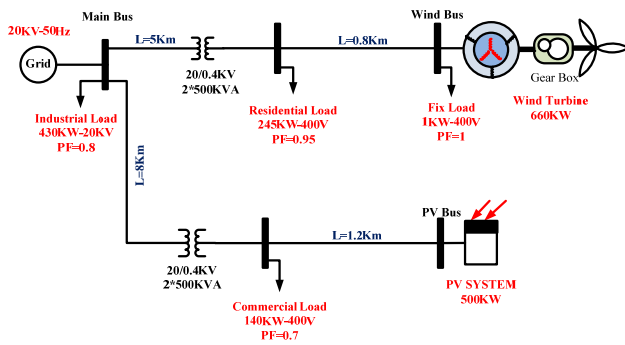 20KV-50Hz
Grid
Main Bus
L=5Km
20/0.4KV
2*500KVA
L=0.8Km
Wind Bus
Gear Box
Wind Turbine
660KW
Industrial Load
430KW-20KV
PF=0.8
Residential Load
245KW-400V
PF=0.95
Fix Load
1KW-400V
PF=1
L=8Km
20/0.4KV
2*500KVA
L=1.2Km
PV Bus
Commercial Load
140KW-400V
PF=0.7
PV SYSTEM
500KW